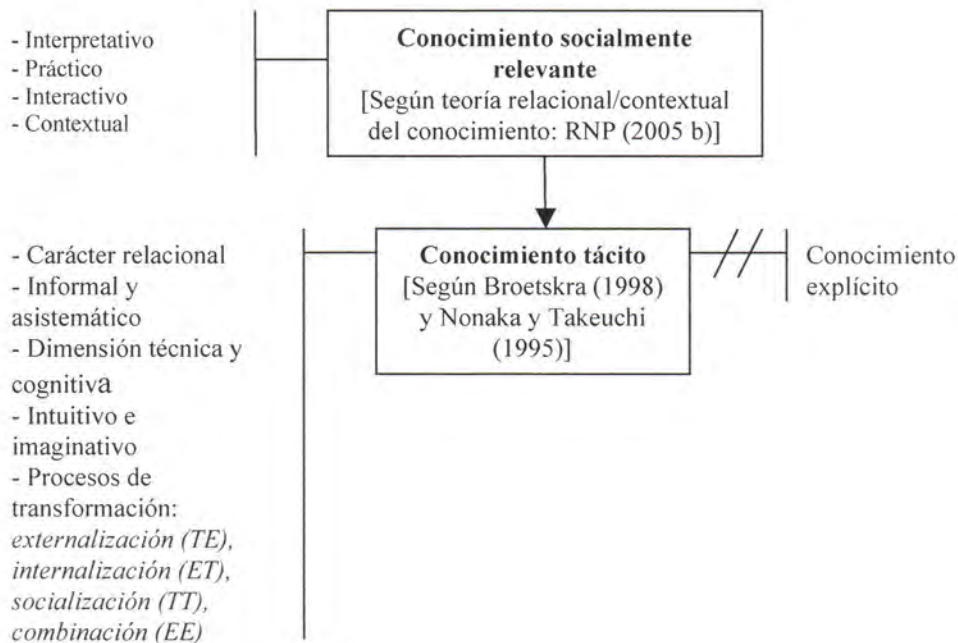 - Interpretativo
- Práctico
- Interactivo
- Contextual
Conocimiento socialmente
relevante
[Según teoría relacional/contextual
del conocimiento: RNP (2005 b)]
- Carácter relacional
- Informal y
asistemático
- Dimensión técnica y
cognitiva
- Intuitivo e
imaginativo
- Procesos de
transformación:
externalización (TE),
internalización (ET),
socialización (TT),
combinación (EE)
Conocimiento tácito
[Según Broetskra (1998)
y Nonaka y Takeuchi
(1995)]
Conocimiento
explícito